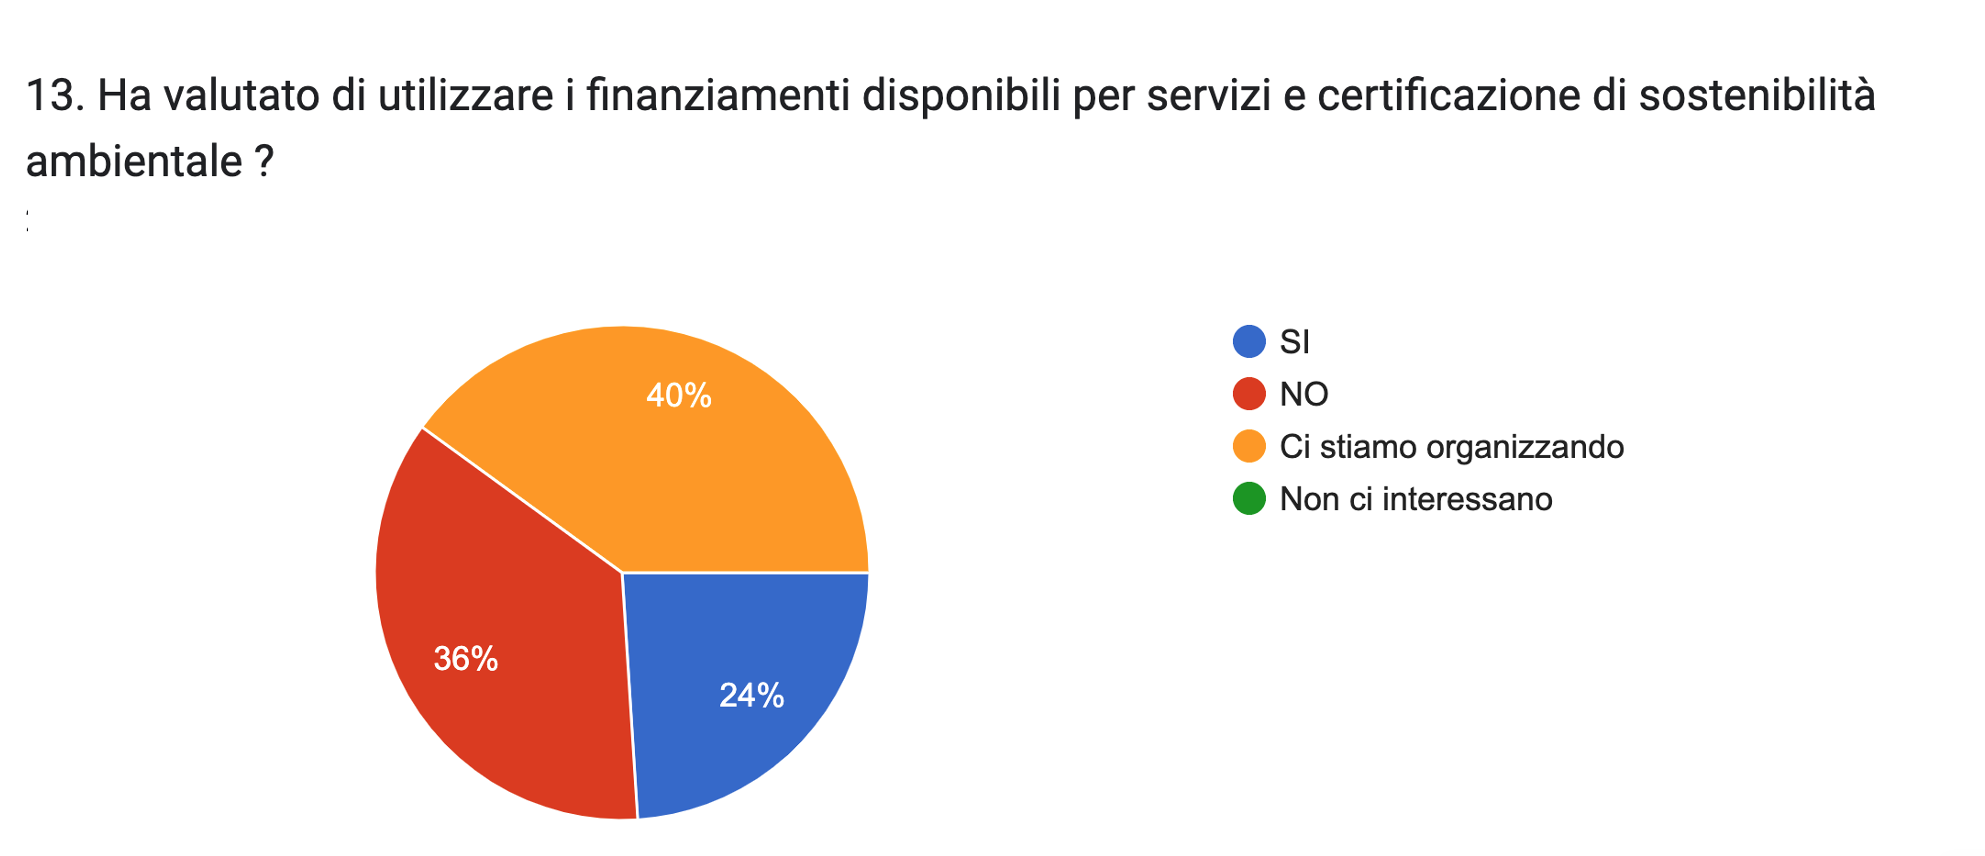 13. Ha valutato di utilizzare i finanziamenti disponibili per servizi e certificazione di sostenibilità
ambientale ?
40%
36%
24%
SI
NO
Ci stiamo organizzando
Non ci interessano